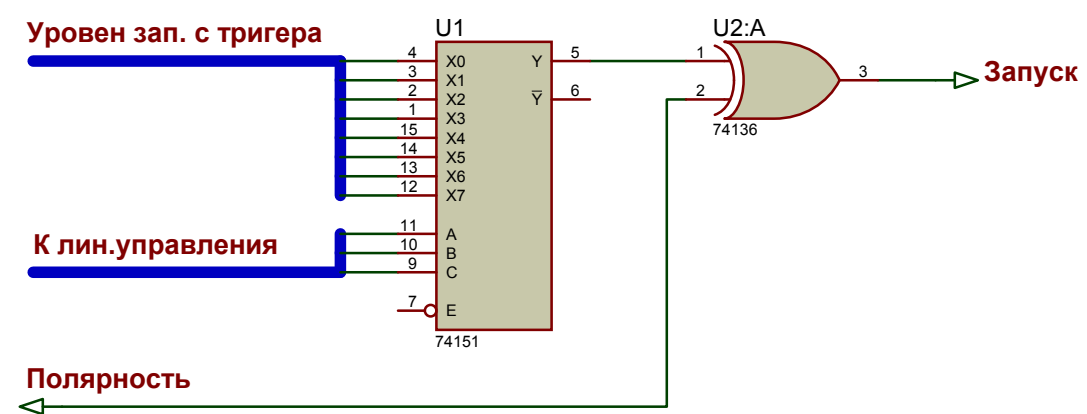 Уровен зап. с тригера
U1
U2:A
4 X0 Y 5
3 X1
2 X2 Y 6
1 X3
15 X4
14 X5
13 X6
12 X7
1
2
3
Запуск
74136
К лин.управления
11 A
10 B
9 C
7 E
74151
Полярность